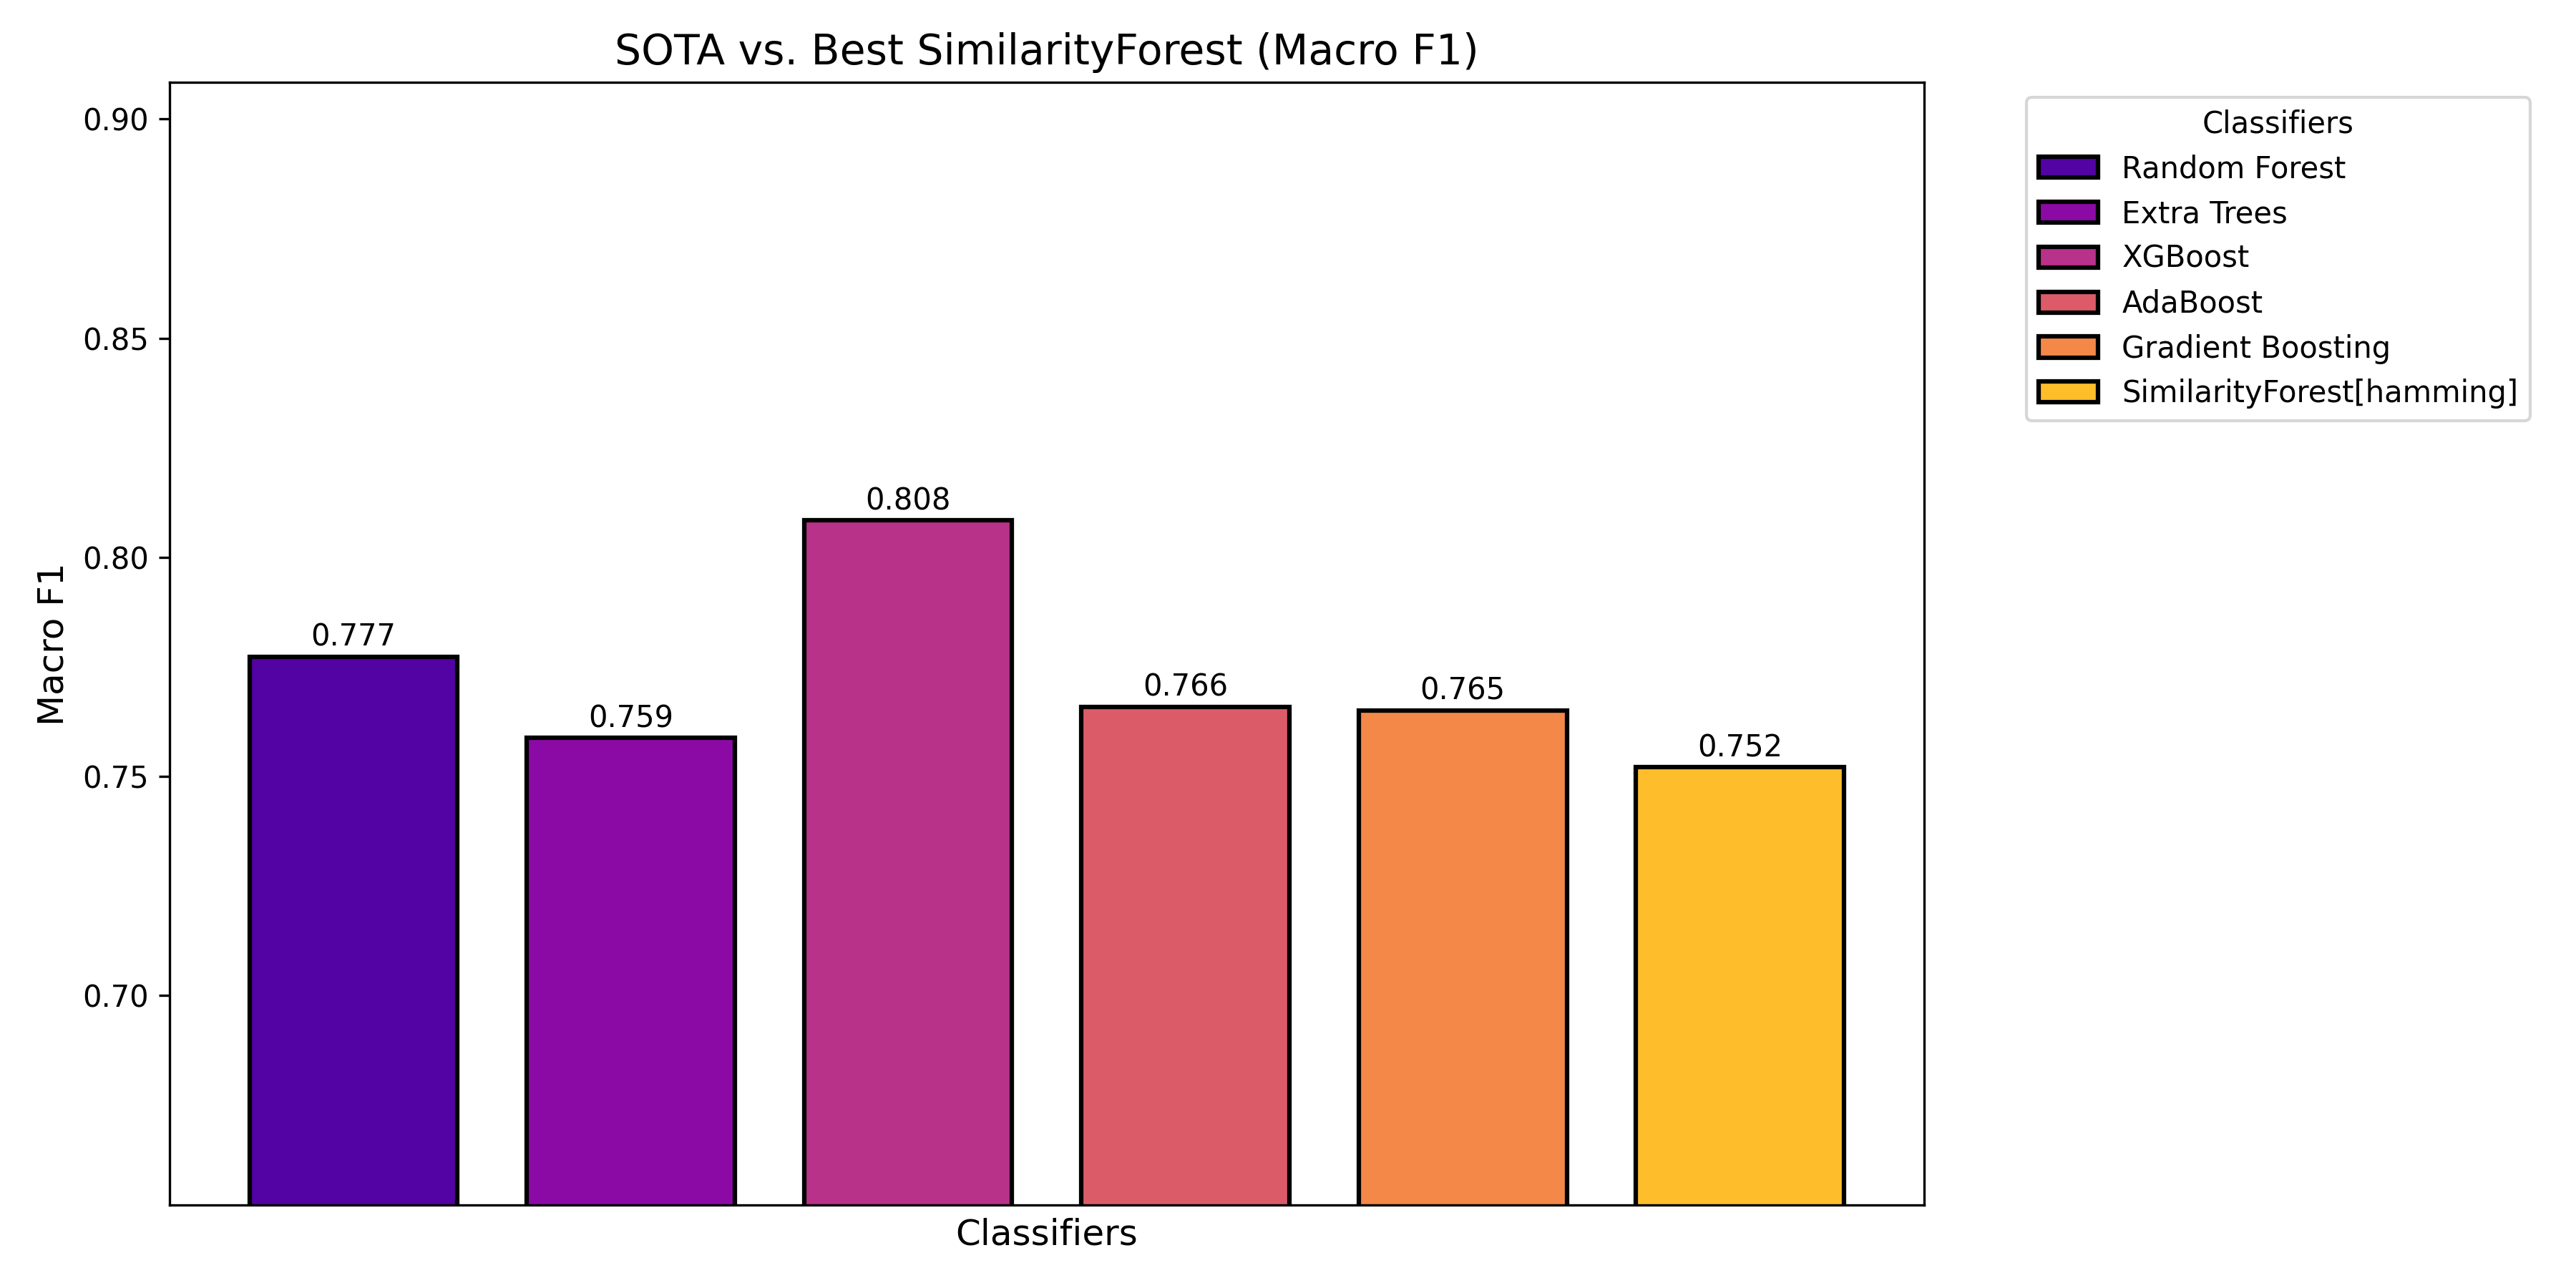 SOTA vs. Best SimilarityForest (Macro F1)
Macro F1
0.90
0.85
0.80
0.75
0.70
0.777
0.759
0.808
0.766
0.765
0.752
Classifiers
Classifiers
Random Forest
Extra Trees
XGBoost
AdaBoost
Gradient Boosting
SimilarityForest[hamming]